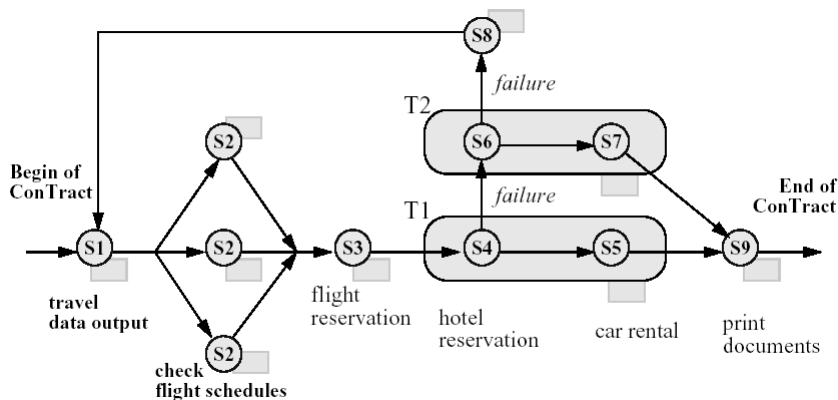 S8
failure
T2
S2
S6
S7
Begin of
ConTract
failure
T1
End of
ConTract
S1
S2
S3
S4
S5
S9
travel
data output
flight
reservation
hotel
reservation
car rental
print
documents
S2
check
flight schedules